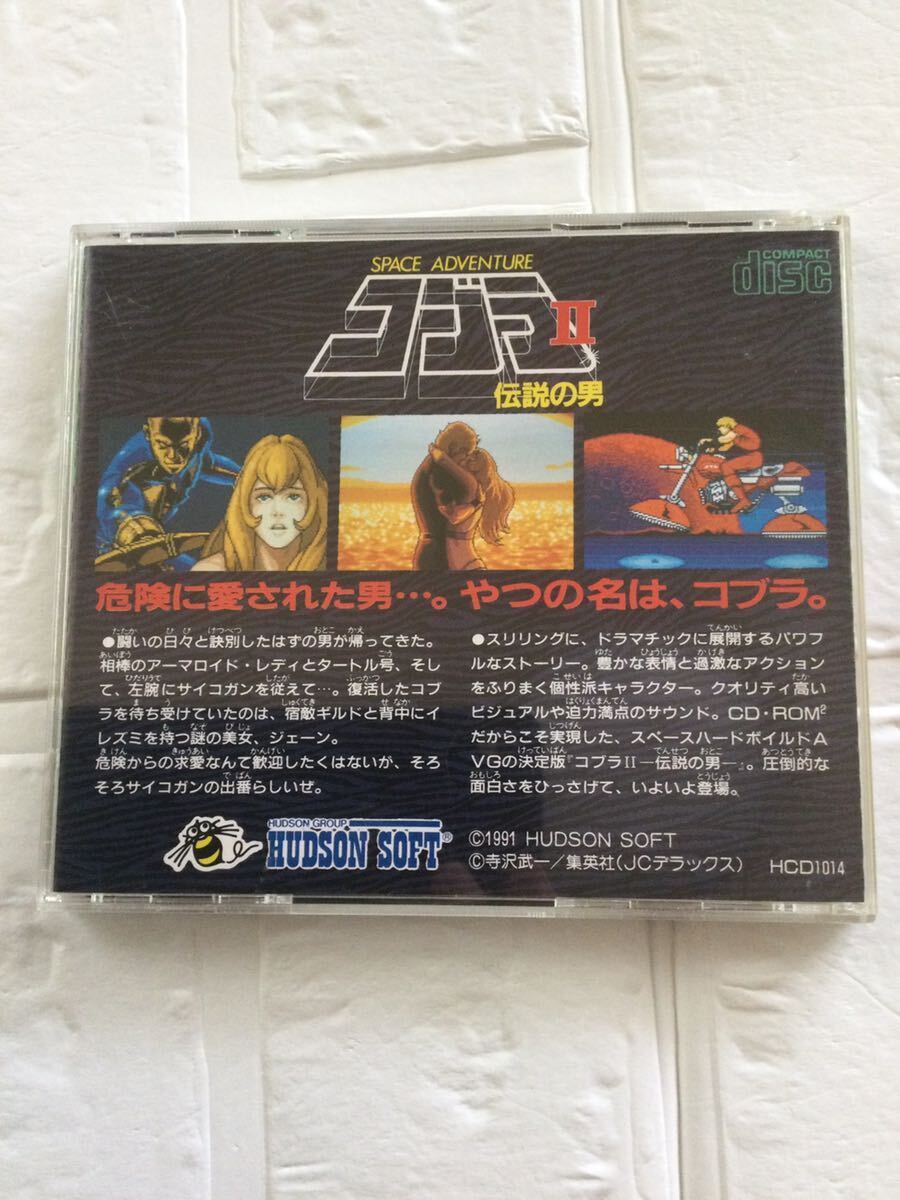 SPACE ADVENTURE
COMPACT
disc
コブラ II
伝説の男
危険に愛された男…。やつの名は、コブラ。
●闘いの日々と訣別したはずの男が帰ってきた。
相棒のアーマロイド・レディとタートル号、そし
て、左腕にサイコガンを従えて…。復活したコブ
ラを待ち受けていたのは、宿敵ギルドと背中にイ
レズミを持つ謎の美女、ジェーン。
危険からの求愛なんて歓迎したくはないが、そろ
そろサイコガンの出番らしいぜ。
●スリリングに、ドラマチックに展開するパワフ
ルなストーリー。豊かな表情と過激なアクション
をふりまく個性派キャラクター。クオリティ高い
ビジュアルや迫力満点のサウンド。CD・ROM²
だからこそ実現した、スペースハードボイルドA
VGの決定版『コブラII－伝説の男－』。圧倒的な
面白さをひっさげて、いよいよ登場。
HUDSON GROUP
HUDSON SOFT®
©1991 HUDSON SOFT
©寺沢武一／集英社(JCデラックス)
HCD1014